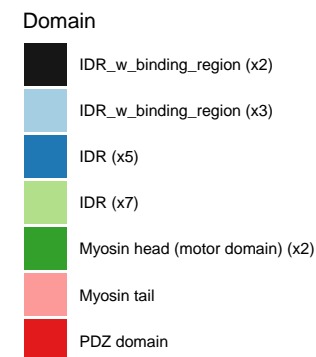 Domain
IDR_w_binding_region (x2)
IDR_w_binding_region (x3)
IDR (x5)
IDR (x7)
Myosin head (motor domain) (x2)
Myosin tail
PDZ domain